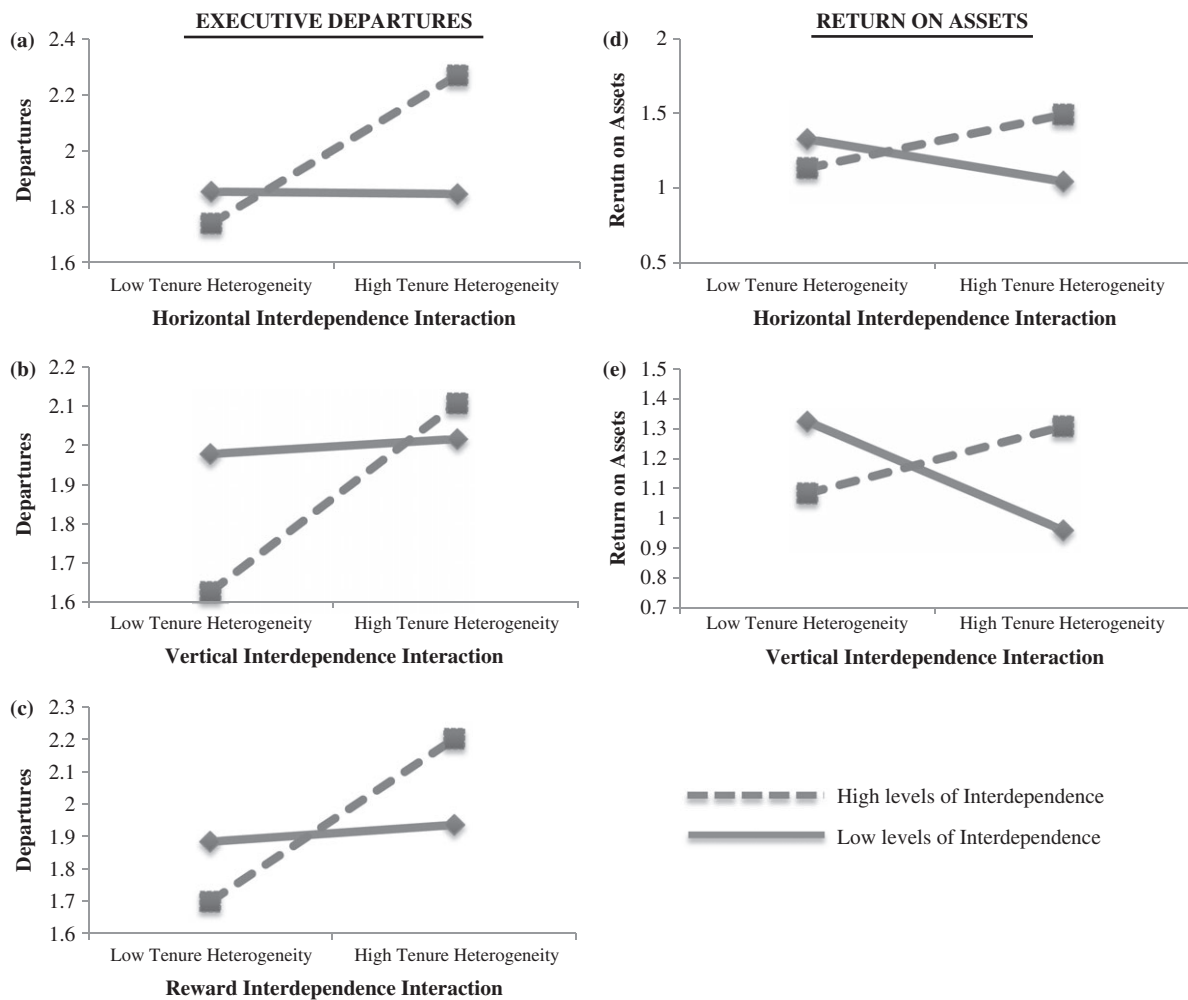 EXECUTIVE DEPARTURES
(a)
2.4
2.2
2
1.8
1.6
Departures
Low Tenure Heterogeneity High Tenure Heterogeneity
Horizontal Interdependence Interaction
(b)
2.2
2.1
2
1.9
1.8
1.7
1.6
Departures
Low Tenure Heterogeneity High Tenure Heterogeneity
Vertical Interdependence Interaction
(c)
2.3
2.2
2.1
2
1.9
1.8
1.7
1.6
Departures
Low Tenure Heterogeneity High Tenure Heterogeneity
Reward Interdependence Interaction
RETURN ON ASSETS
(d)
2
1.5
1
0.5
Rerutn on Assets
Low Tenure Heterogeneity High Tenure Heterogeneity
Horizontal Interdependence Interaction
(e)
1.5
1.4
1.3
1.2
1.1
1
0.9
0.8
0.7
Return on Assets
Low Tenure Heterogeneity High Tenure Heterogeneity
Vertical Interdependence Interaction
High levels of Interdependence
Low levels of Interdependence